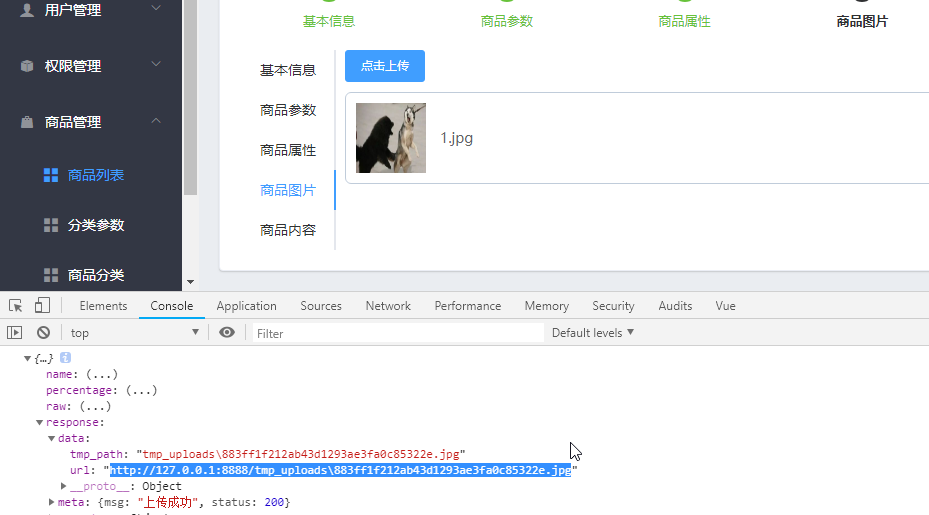 用户管理
基本信息 商品参数 商品属性 商品图片
权限管理
基本信息
点击上传
商品管理
商品参数
1.jpg
商品属性
商品列表
商品图片
分类参数
商品内容
商品分类
Elements Console Application Sources Network Performance Memory Security Audits Vue
top Filter Default levels
{…}
name: (...)
percentage: (...)
raw: (...)
response:
data:
tmp_path: "tmp_uploads\883ff1f212ab43d1293ae3fa0c85322e.jpg"
url: "http://127.0.0.1:8888/tmp_uploads\883ff1f212ab43d1293ae3fa0c85322e.jpg"
__proto__: Object
meta: {msg: "上传成功", status: 200}